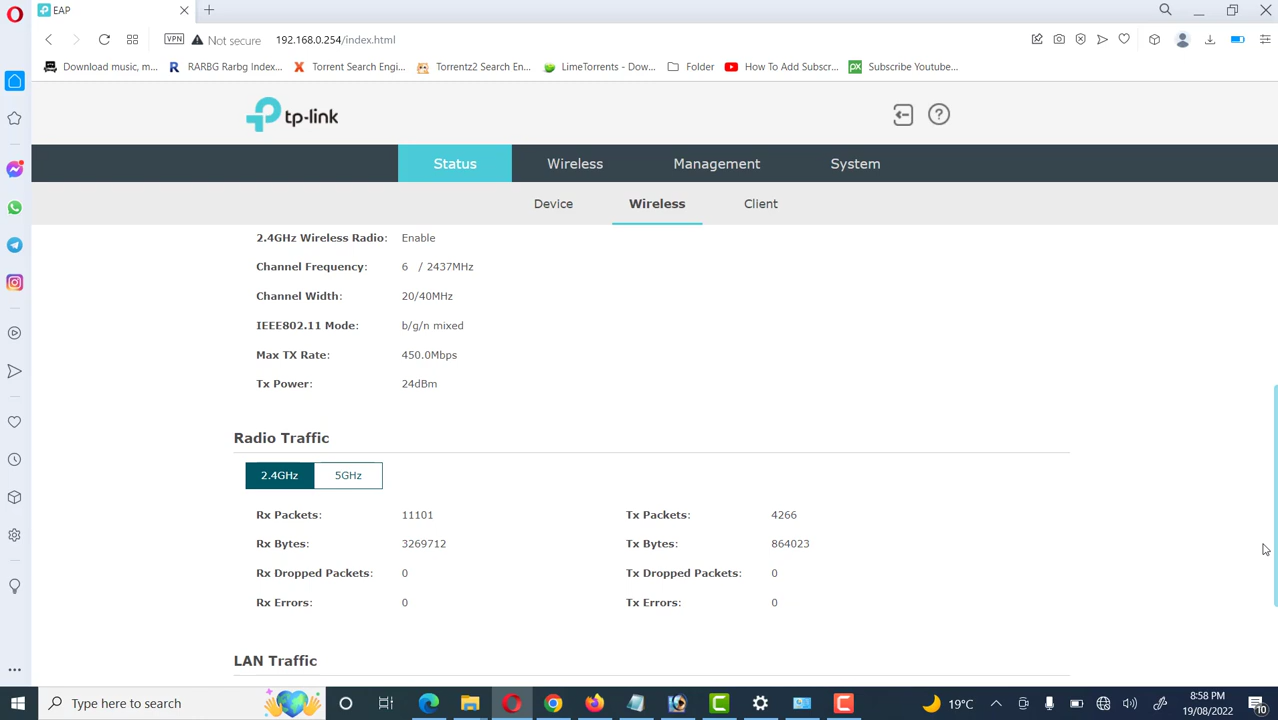 EAP
VPN Not secure 192.168.0.254/index.html
Download music, m... RARBG Rarbg Index... Torrent Search Engi... Torrentz2 Search En... LimeTorrents - Dow... Folder How To Add Subscr... px Subscribe Youtube...
tp-link
Status Wireless Management System
Device Wireless Client
2.4GHz Wireless Radio: Enable
Channel Frequency: 6 / 2437MHz
Channel Width: 20/40MHz
IEEE802.11 Mode: b/g/n mixed
Max TX Rate: 450.0Mbps
Tx Power: 24dBm
Radio Traffic
2.4GHz 5GHz
Rx Packets: 11101 Tx Packets: 4266
Rx Bytes: 3269712 Tx Bytes: 864023
Rx Dropped Packets: 0 Tx Dropped Packets: 0
Rx Errors: 0 Tx Errors: 0
LAN Traffic
Type here to search 19°C 8:58 PM
19/08/2022 10